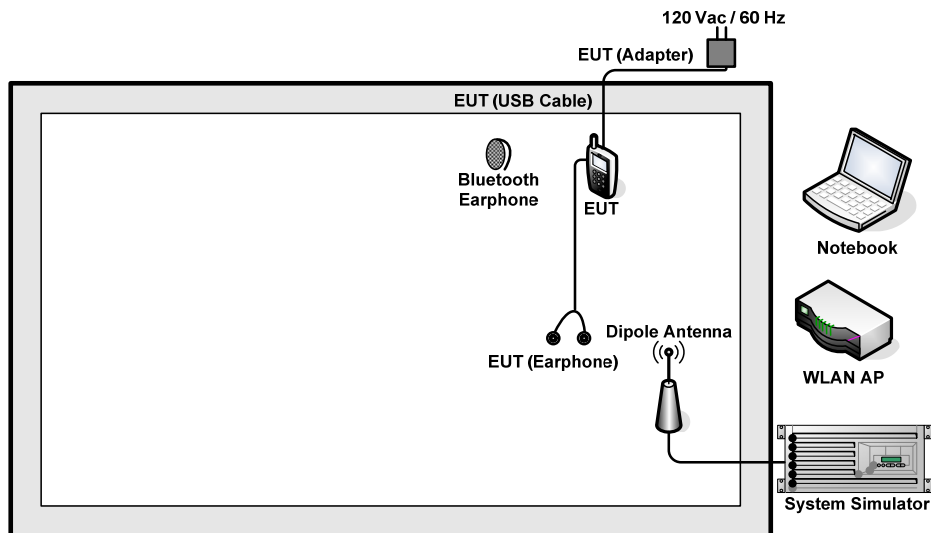 120 Vac / 60 Hz
EUT (Adapter)
EUT (USB Cable)
Bluetooth
Earphone
EUT
Notebook
Dipole Antenna
EUT (Earphone)
WLAN AP
System Simulator